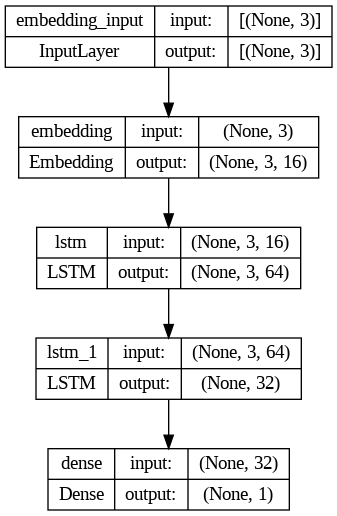 embedding_input input: [(None, 3)]
InputLayer output: [(None, 3)]
embedding input: (None, 3)
Embedding output: (None, 3, 16)
lstm input: (None, 3, 16)
LSTM output: (None, 3, 64)
lstm_1 input: (None, 3, 64)
LSTM output: (None, 32)
dense input: (None, 32)
Dense output: (None, 1)